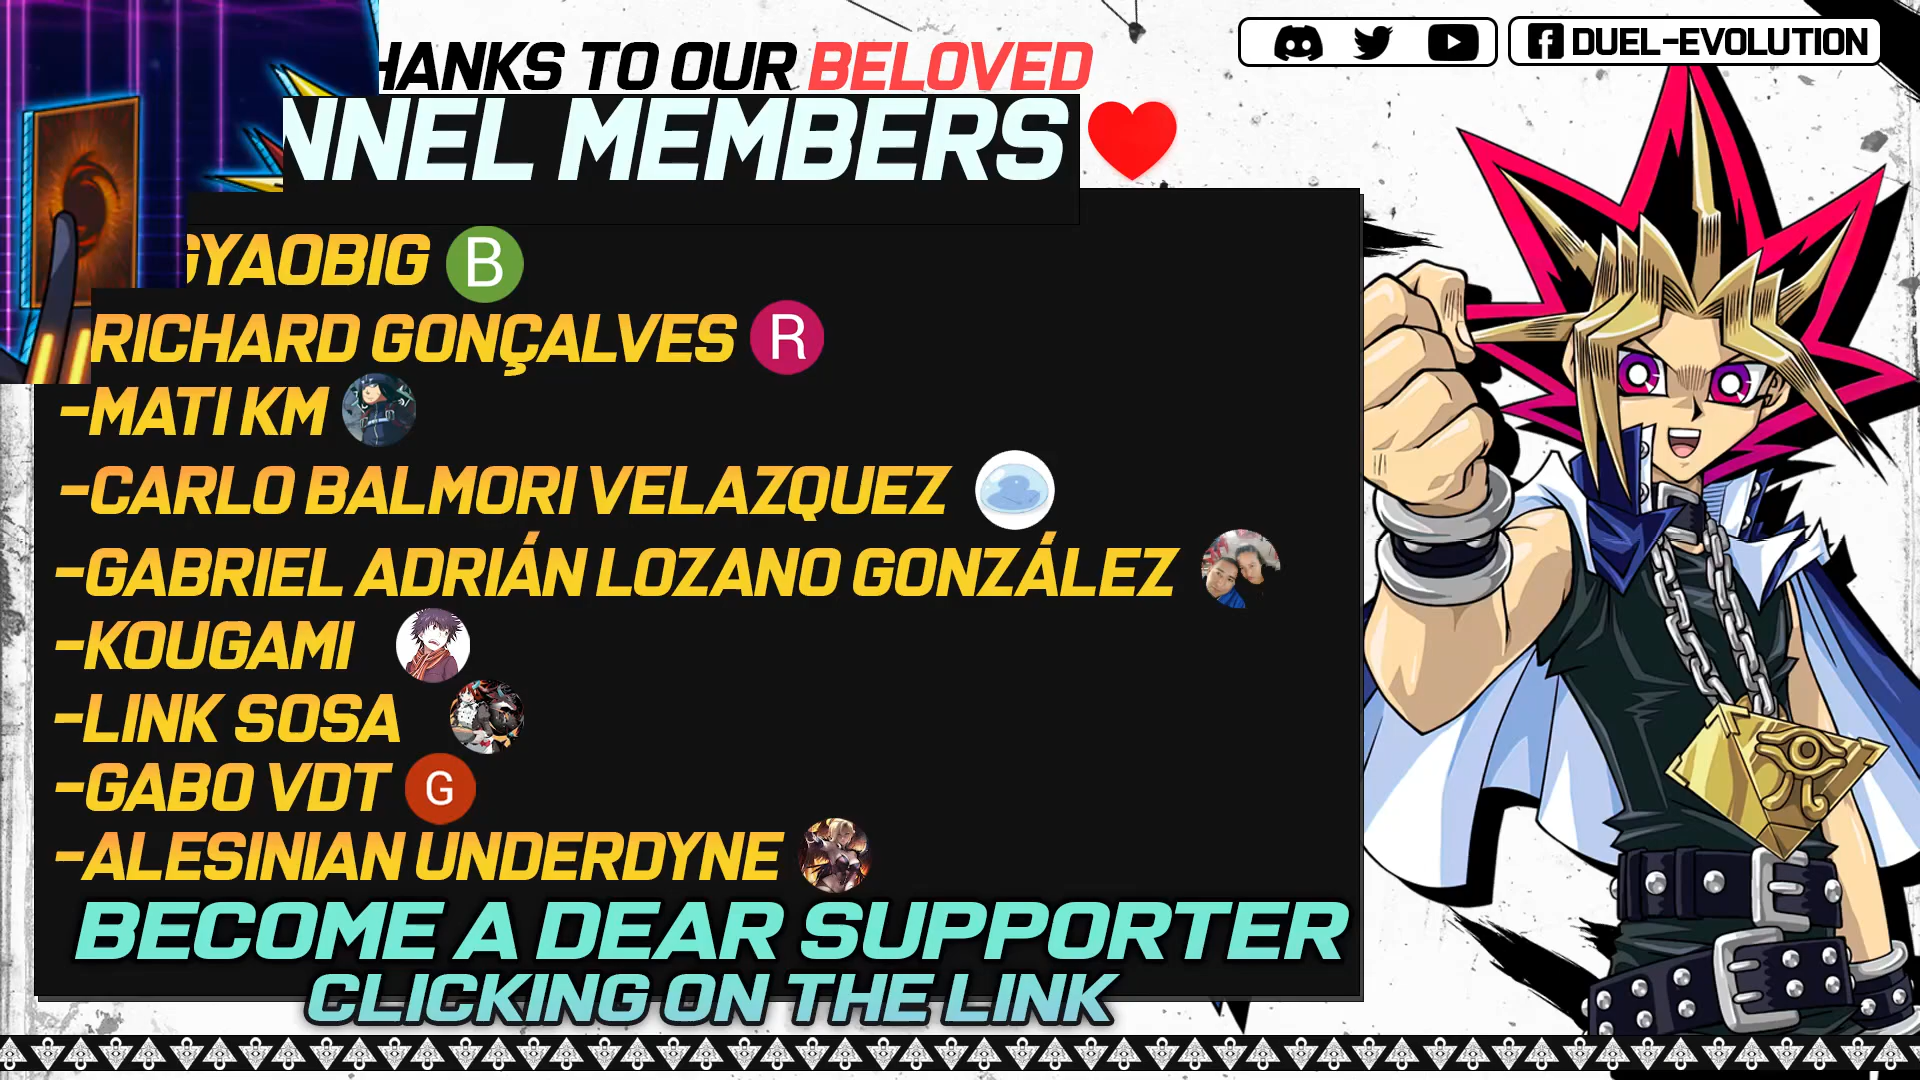 HANKS TO OUR BELOVED
DUEL-EVOLUTION
NNEL MEMBERS
GYAOBIG B
RICHARD GONÇALVES R
-MATI KM
-CARLO BALMORI VELAZQUEZ
-GABRIEL ADRIÁN LOZANO GONZÁLEZ
-KOUGAMI
-LINK SOSA
-GABO VDT G
-ALESINIAN UNDERDYNE
BECOME A DEAR SUPPORTER
CLICKING ON THE LINK